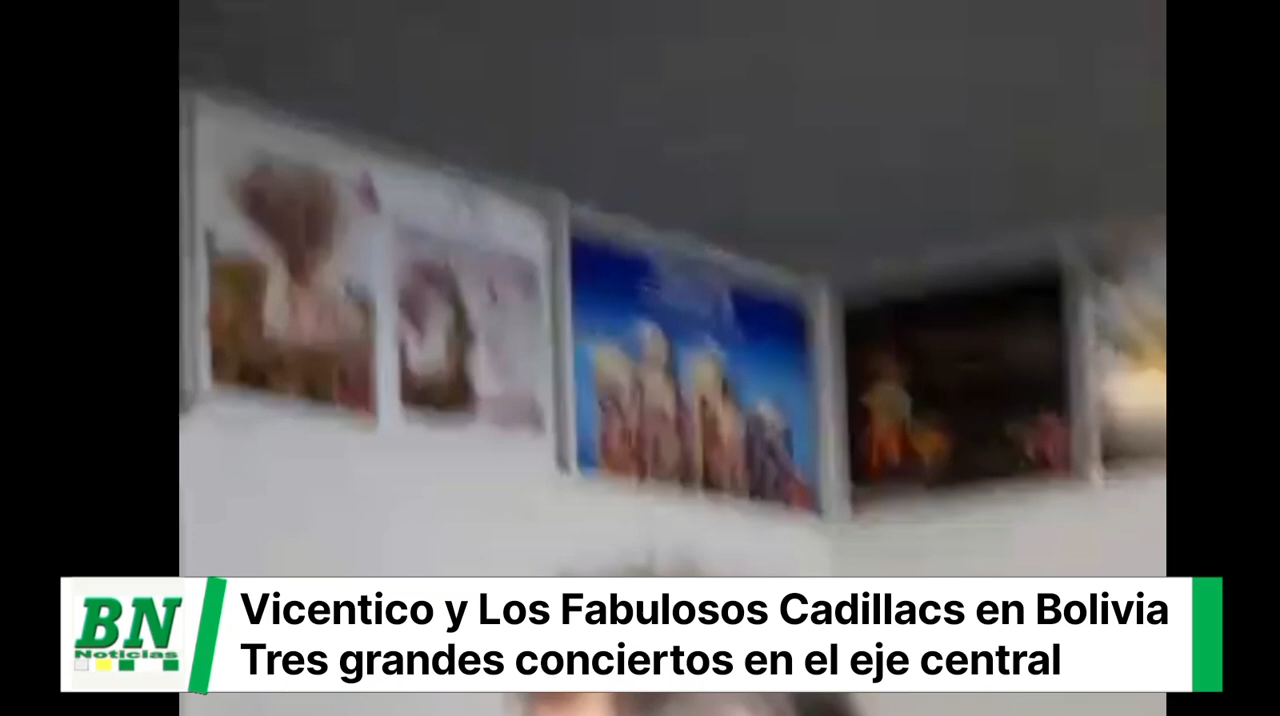 Vicentico y Los Fabulosos Cadillacs en Bolivia
BN
Noticias
Tres grandes conciertos en el eje central